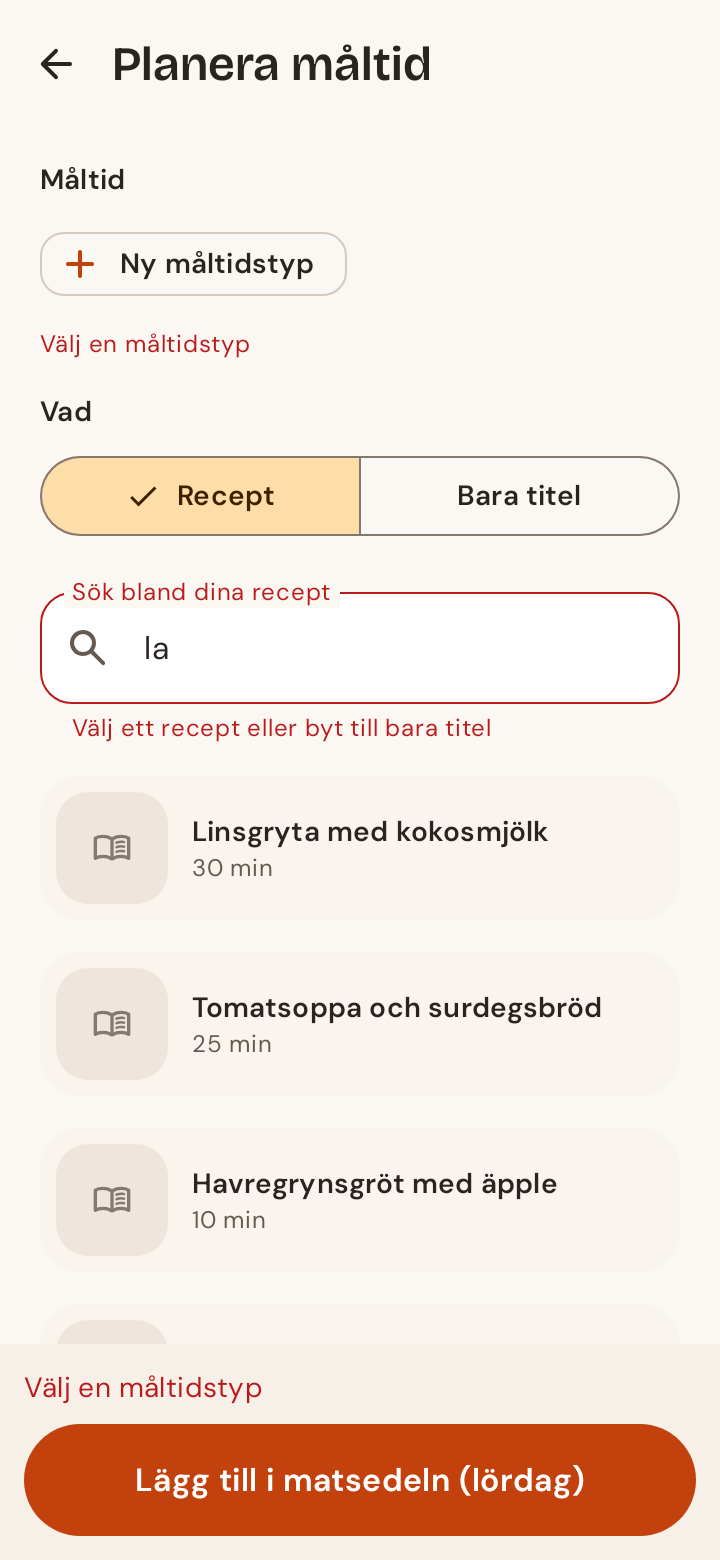 Planera måltid
Måltid
Ny måltidstyp
Välj en måltidstyp
Vad
Recept
Bara titel
Sök bland dina recept
la
Välj ett recept eller byt till bara titel
Linsgryta med kokosmjölk
30 min
Tomatsoppa och surdegsbröd
25 min
Havregrynsgröt med äpple
10 min
Välj en måltidstyp
Lägg till i matsedeln (lördag)